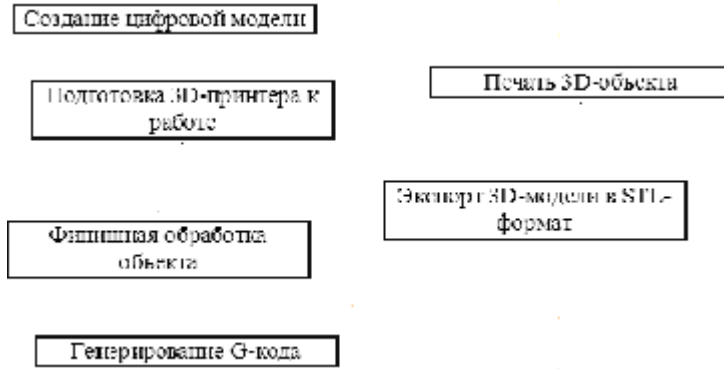 Создание цифровой модели
Подготовка 3D-принтера к
работе
Печать 3D-объекта
Экспорт 3D-модели в STL-
формат
Финишная обработка
объекта
Генерирование G-кода